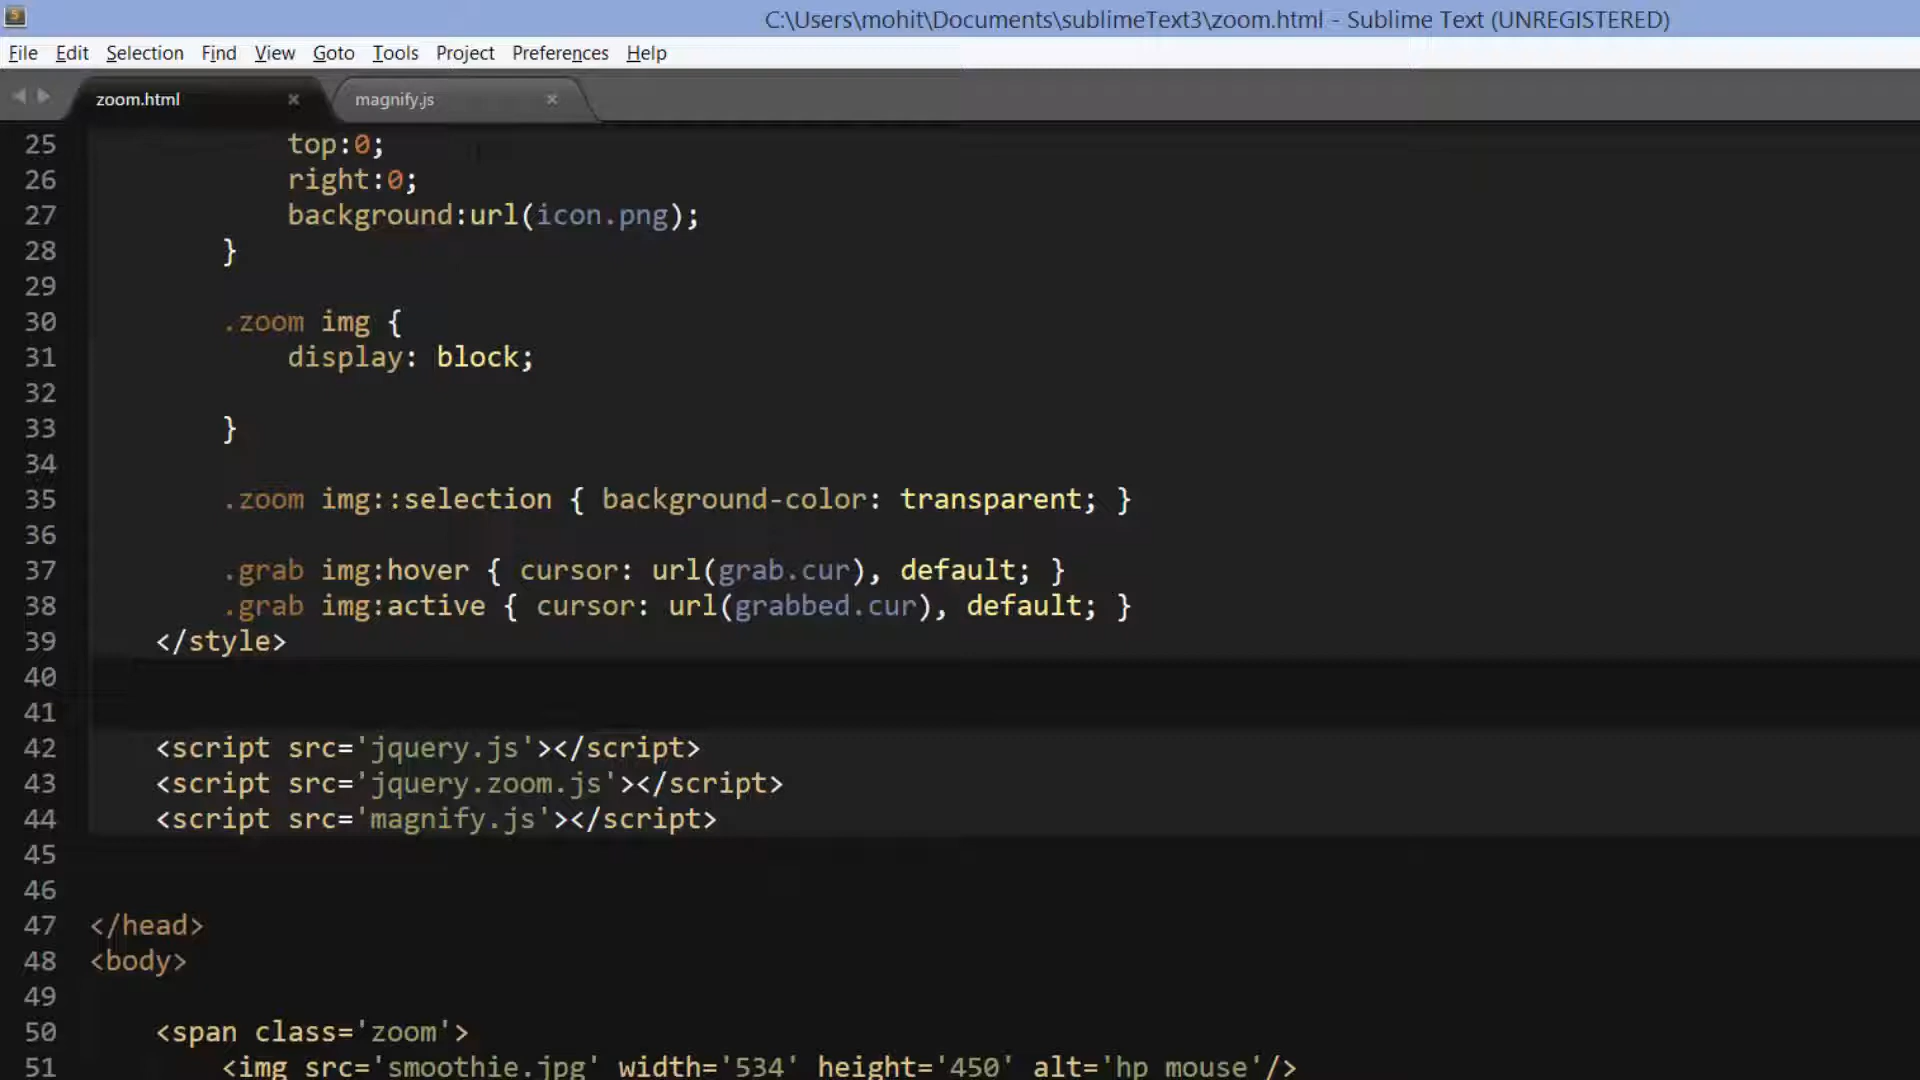 C:\Users\mohit\Documents\sublimeText3\zoom.html - Sublime Text (UNREGISTERED)
File Edit Selection Find View Goto Tools Project Preferences Help
zoom.html × magnify.js ×
25 top:0;
26 right:0;
27 background:url(icon.png);
28 }
29
30 .zoom img {
31 display: block;
32
33 }
34
35 .zoom img::selection { background-color: transparent; }
36
37 .grab img:hover { cursor: url(grab.cur), default; }
38 .grab img:active { cursor: url(grabbed.cur), default; }
39 </style>
40
41
42 <script src='jquery.js'></script>
43 <script src='jquery.zoom.js'></script>
44 <script src='magnify.js'></script>
45
46
47 </head>
48 <body>
49
50 <span class='zoom'>
51 <img src='smoothie.jpg' width='534' height='450' alt='hp mouse'/>